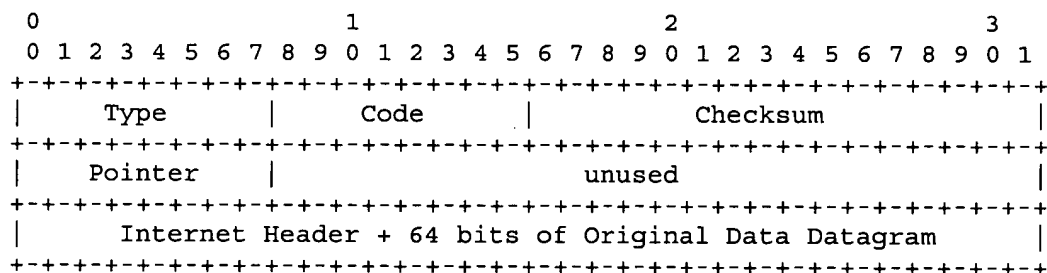 0                   1                   2                   3
0 1 2 3 4 5 6 7 8 9 0 1 2 3 4 5 6 7 8 9 0 1 2 3 4 5 6 7 8 9 0 1
+-+-+-+-+-+-+-+-+-+-+-+-+-+-+-+-+-+-+-+-+-+-+-+-+-+-+-+-+-+-+-+-+
|     Type      |     Code      |          Checksum             |
+-+-+-+-+-+-+-+-+-+-+-+-+-+-+-+-+-+-+-+-+-+-+-+-+-+-+-+-+-+-+-+-+
|    Pointer    |                   unused                      |
+-+-+-+-+-+-+-+-+-+-+-+-+-+-+-+-+-+-+-+-+-+-+-+-+-+-+-+-+-+-+-+-+
|      Internet Header + 64 bits of Original Data Datagram      |
+-+-+-+-+-+-+-+-+-+-+-+-+-+-+-+-+-+-+-+-+-+-+-+-+-+-+-+-+-+-+-+-+